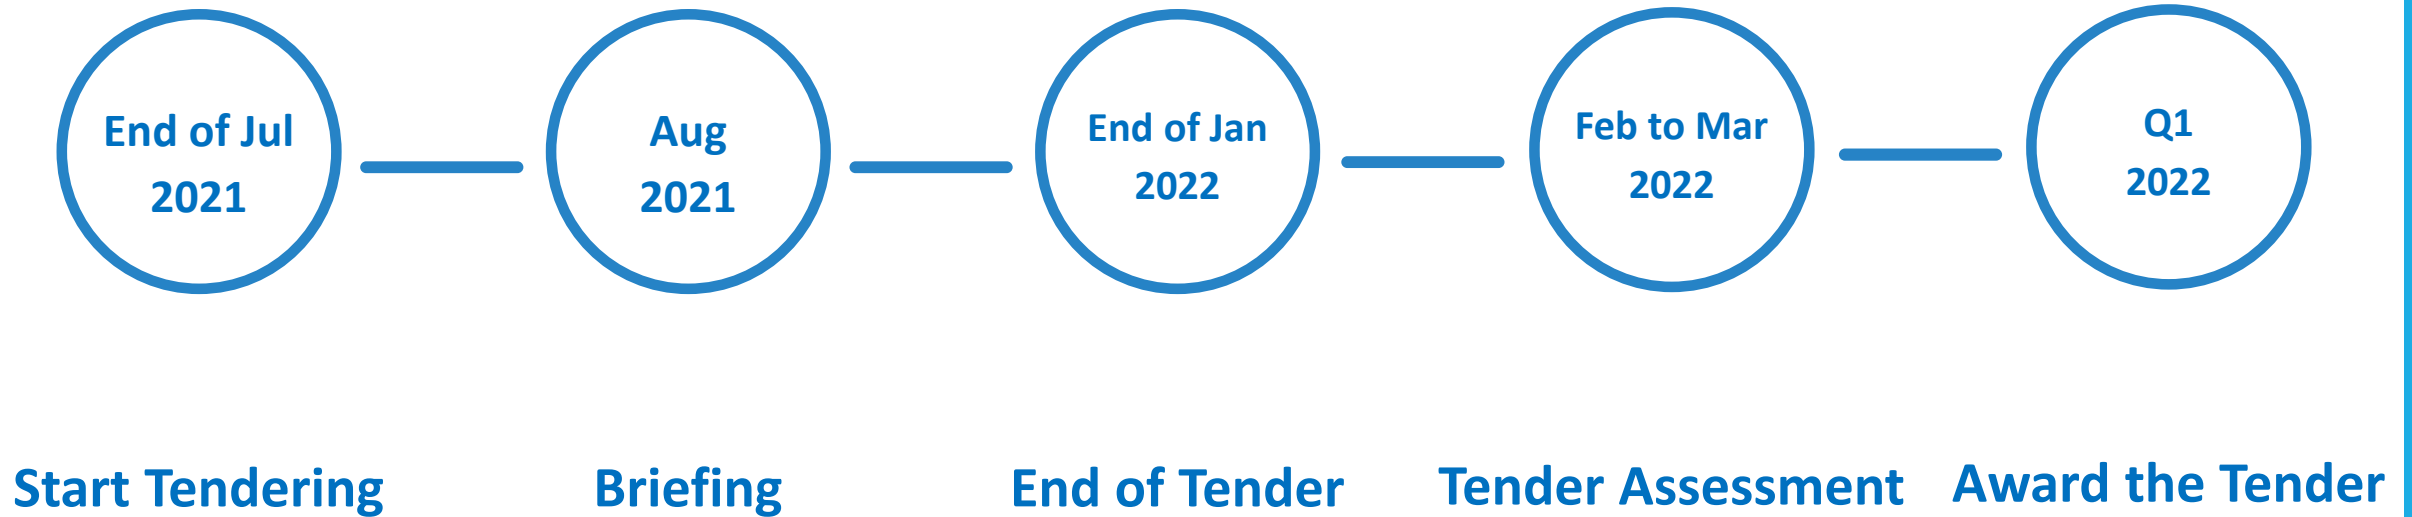 End of Jul
2021
Aug
2021
End of Jan
2022
Feb to Mar
2022
Q1
2022
Start Tendering
Briefing
End of Tender
Tender Assessment
Award the Tender